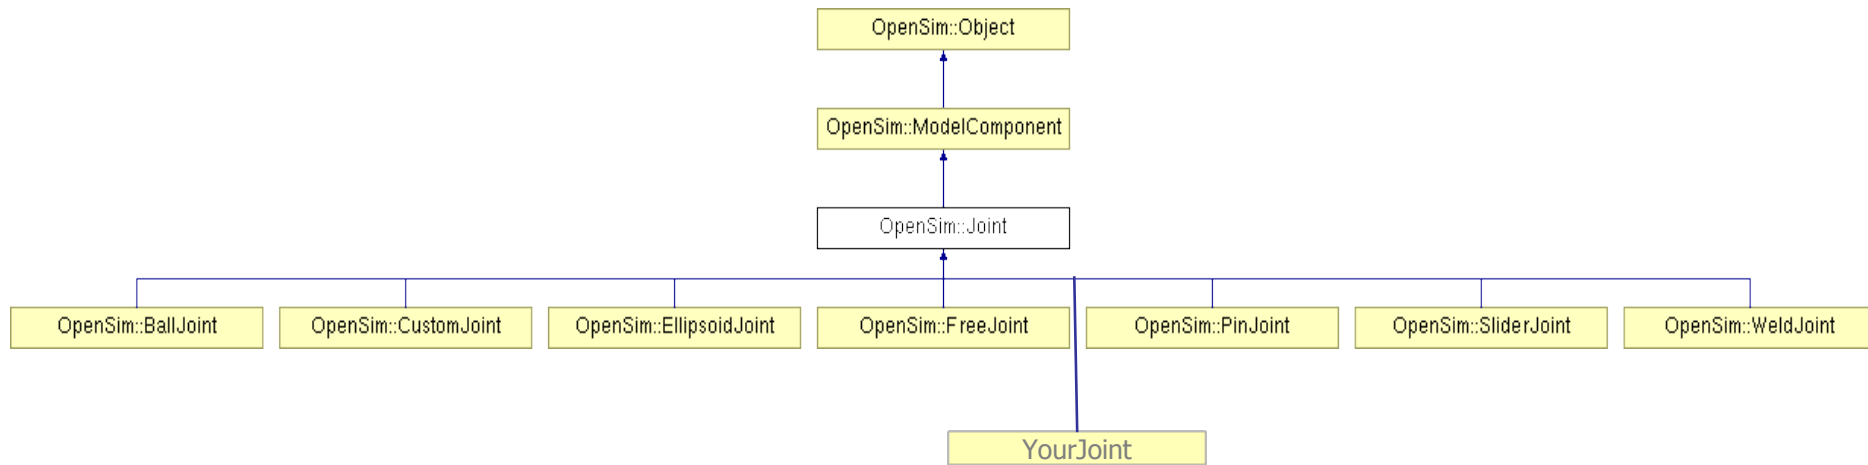 OpenSim::Object
OpenSim::ModelComponent
OpenSim::Joint
OpenSim::BallJoint
OpenSim::CustomJoint
OpenSim::EllipsoidJoint
OpenSim::FreeJoint
OpenSim::PinJoint
OpenSim::SliderJoint
OpenSim::WeldJoint
YourJoint